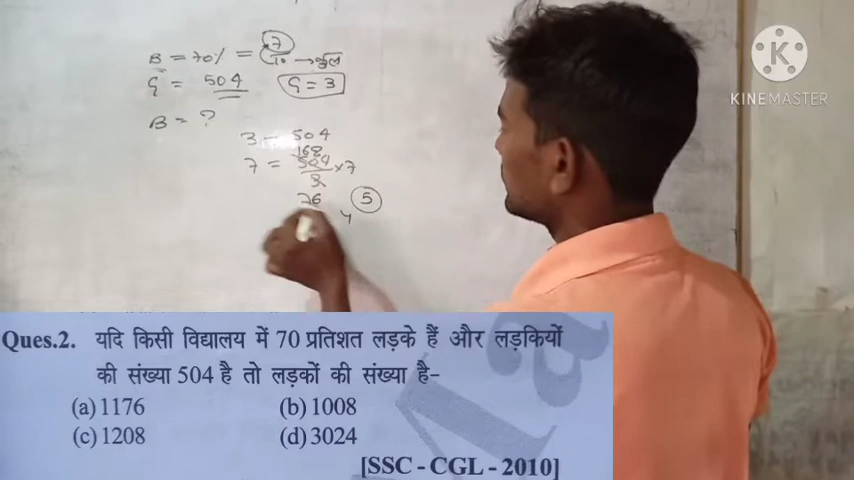 B = 70% = 7/10 → कुल
G = 504 G = 3
B = ?
3 - 504
168
7 = 504/3 × 7
76 5
4
KINEMASTER
Ques.2. यदि किसी विद्यालय में 70 प्रतिशत लड़के हैं और लड़कियों
की संख्या 504 है तो लड़कों की संख्या है-
(a) 1176 (b) 1008
(c) 1208 (d) 3024
[SSC - CGL - 2010]